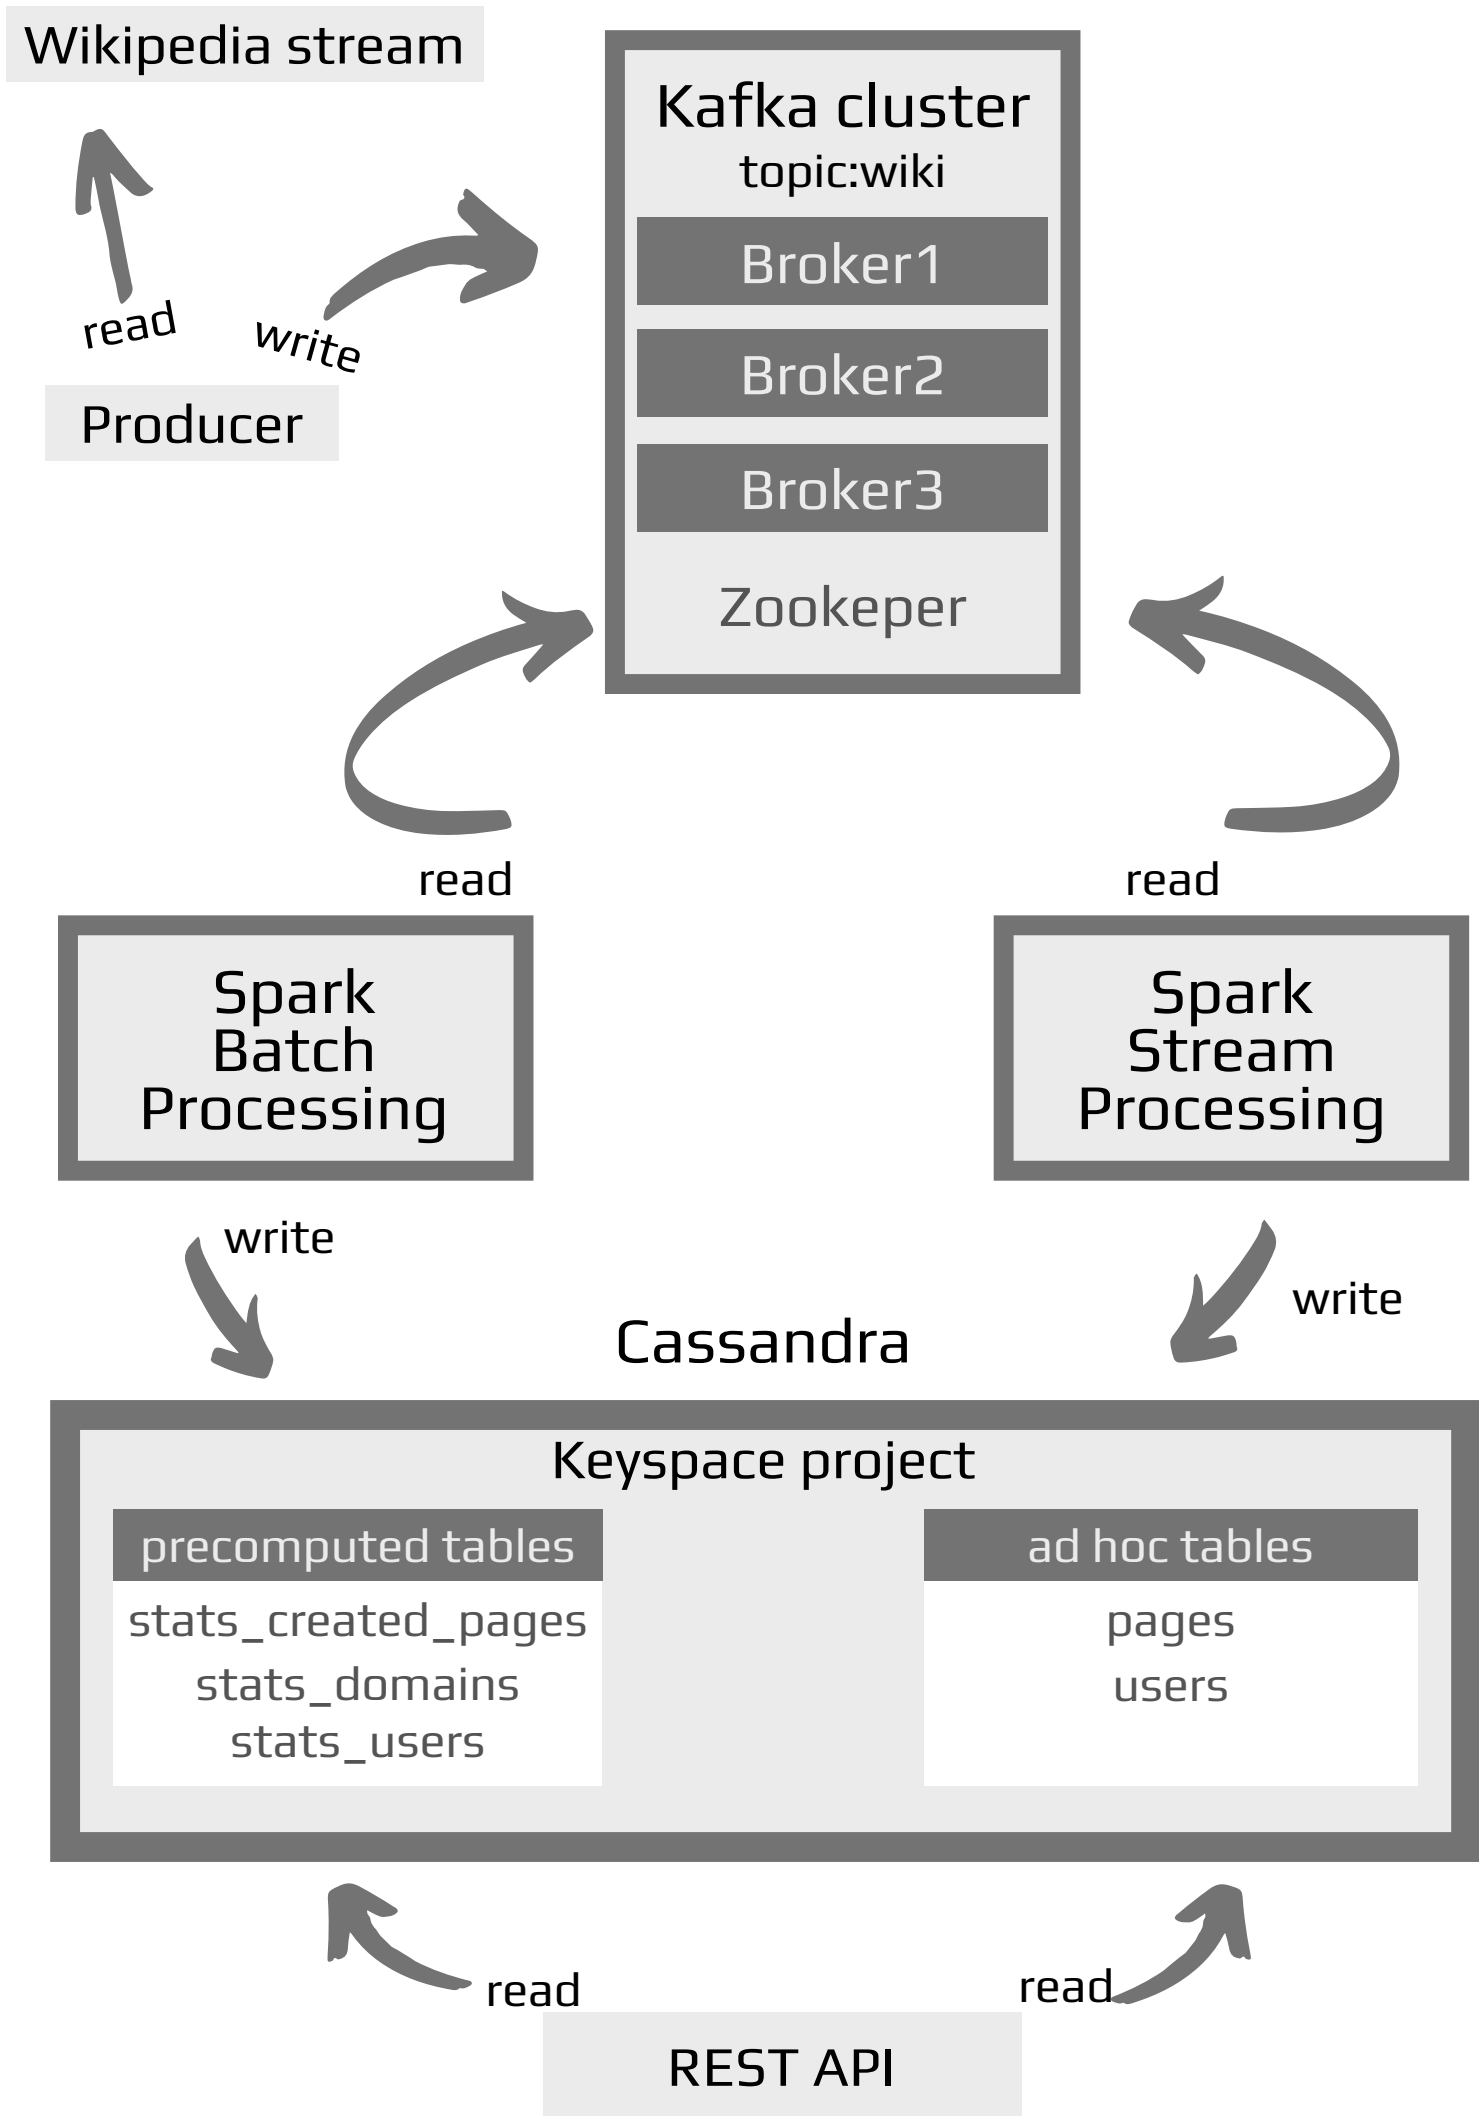 Wikipedia stream
read
write
Producer
Kafka cluster
topic:wiki
Broker1
Broker2
Broker3
Zookeper
read
read
Spark
Batch
Processing
Spark
Stream
Processing
write
write
Cassandra
Keyspace project
precomputed tables
stats_created_pages
stats_domains
stats_users
ad hoc tables
pages
users
read
read
REST API